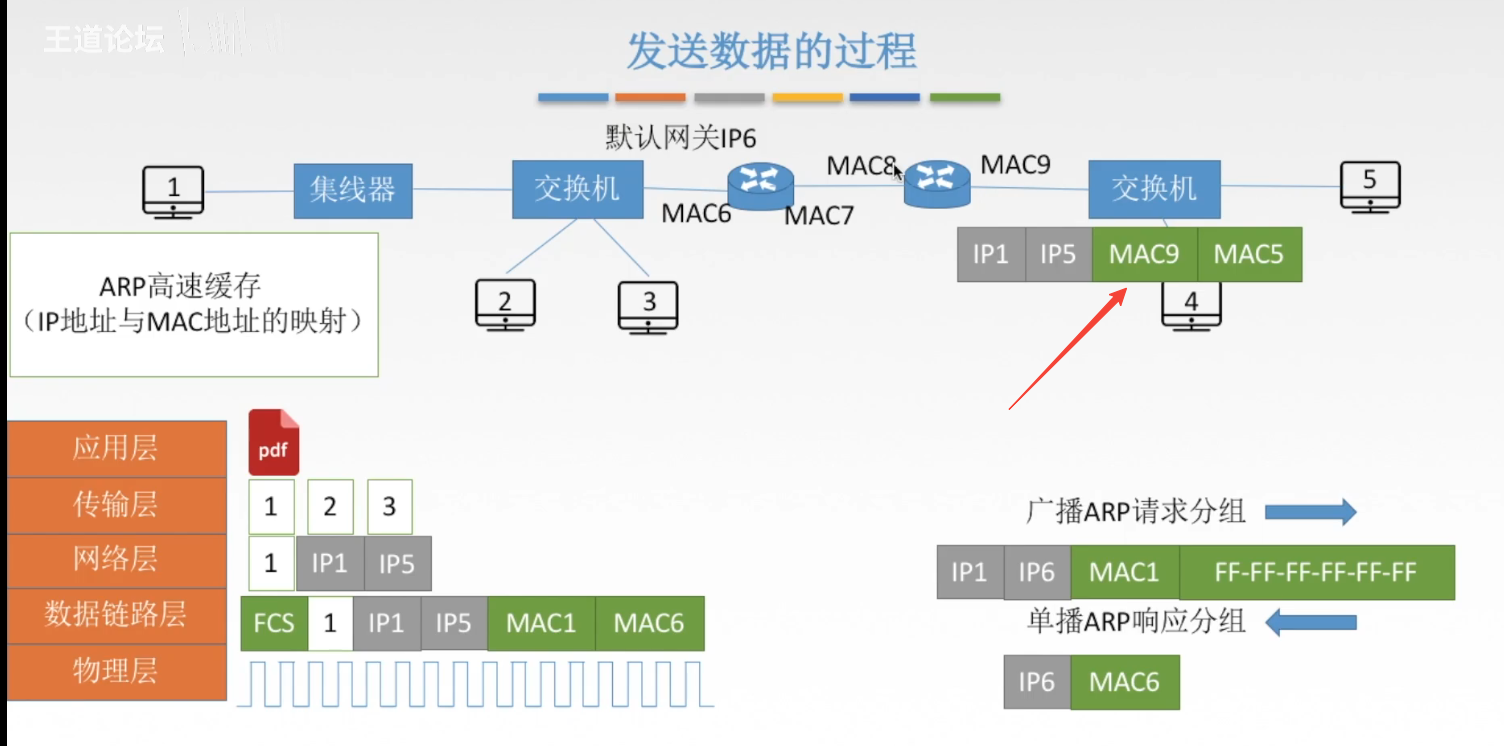 王道论坛
发送数据的过程
默认网关IP6
1
集线器
交换机
MAC6
MAC7
MAC8
MAC9
交换机
5
2
3
4
IP1 IP5 MAC9 MAC5
ARP高速缓存
（IP地址与MAC地址的映射）
应用层
pdf
传输层
1 2 3
网络层
1 IP1 IP5
数据链路层
FCS 1 IP1 IP5 MAC1 MAC6
物理层
广播ARP请求分组
IP1 IP6 MAC1 FF-FF-FF-FF-FF-FF
单播ARP响应分组
IP6 MAC6